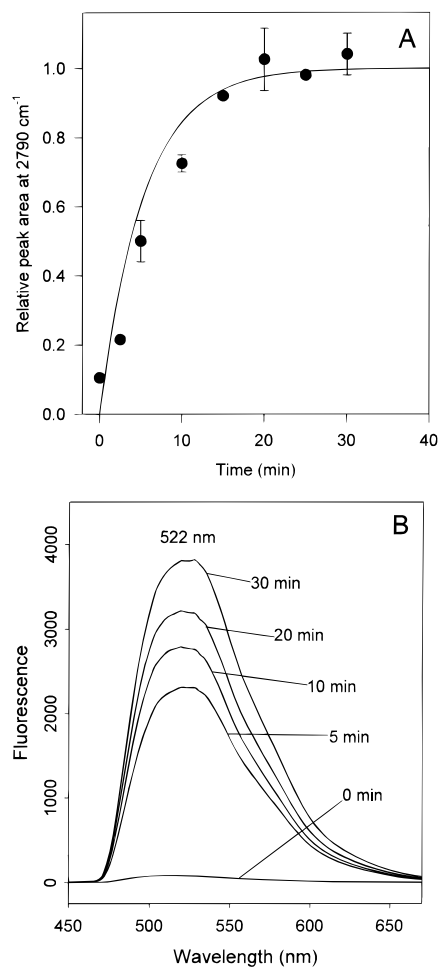 A
Relative peak area at 2790 cm⁻¹
1.0
0.8
0.6
0.4
0.2
0.0
0 10 20 30 40
Time (min)
B
522 nm
30 min
20 min
10 min
5 min
0 min
Fluorescence
4000
3000
2000
1000
0
450 500 550 600 650
Wavelength (nm)